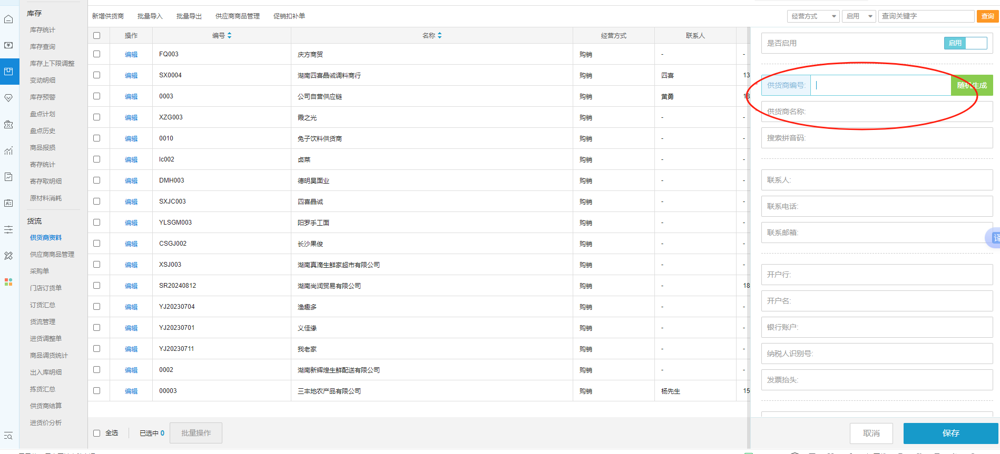 库存
库存统计
库存查询
库存上下限调整
变动明细
库存预警
盘点计划
盘点历史
商品报损
寄存统计
寄存取明细
原材料消耗
货流
供货商资料
供应商商品管理
采购单
门店订货单
订货汇总
货流管理
进货调整单
商品调货统计
出入库明细
拣货汇总
供货商结算
进货价分析
新增供货商 批量导入 批量导出 供应商商品管理 促销扣补单
经营方式 启用 查询关键字 查询
操作 编号 名称 经营方式 联系人
编辑 FQ003 庆方商贸 购销 - -
编辑 SX0004 湖南四喜晶诚调料商行 购销 四喜 13
编辑 0003 公司自营供应链 购销 黄勇 18
编辑 XZG003 霞之光 购销 - -
编辑 0010 兔子饮料供货商 购销 - -
编辑 lc002 卤菜 购销 - -
编辑 DMH003 德明昊面业 购销 - -
编辑 SXJC003 四喜晶诚 购销 - -
编辑 YLSGM003 阳罗手工面 购销 - -
编辑 CSGJ002 长沙果俊 购销 - -
编辑 XSJ003 湖南真滴生鲜家超市有限公司 购销 - -
编辑 SR20240812 湖南尚润贸易有限公司 购销 - 18
编辑 YJ20230704 渔趣多 购销 - -
编辑 YJ20230701 义佳缘 购销 - -
编辑 YJ20230711 我老家 购销 - -
编辑 0002 湖南新辉煌生鲜配送有限公司 购销 - -
编辑 00003 三丰地农产品有限公司 购销 杨先生 15
全选 已选中 0 批量操作
是否启用 启用
供货商编号: 随机生成
供货商名称:
搜索拼音码:
联系人:
联系电话:
联系邮箱:
译
开户行:
开户名:
银行账户:
纳税人识别号:
发票抬头:
取消 保存